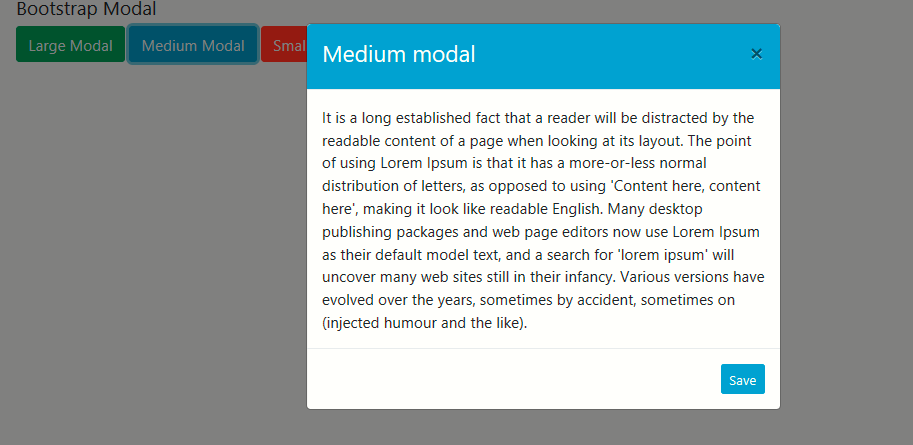 Bootstrap Modal
Large Modal Medium Modal Smal
Medium modal ×
It is a long established fact that a reader will be distracted by the
readable content of a page when looking at its layout. The point
of using Lorem Ipsum is that it has a more-or-less normal
distribution of letters, as opposed to using 'Content here, content
here', making it look like readable English. Many desktop
publishing packages and web page editors now use Lorem Ipsum
as their default model text, and a search for 'lorem ipsum' will
uncover many web sites still in their infancy. Various versions have
evolved over the years, sometimes by accident, sometimes on
(injected humour and the like).
Save